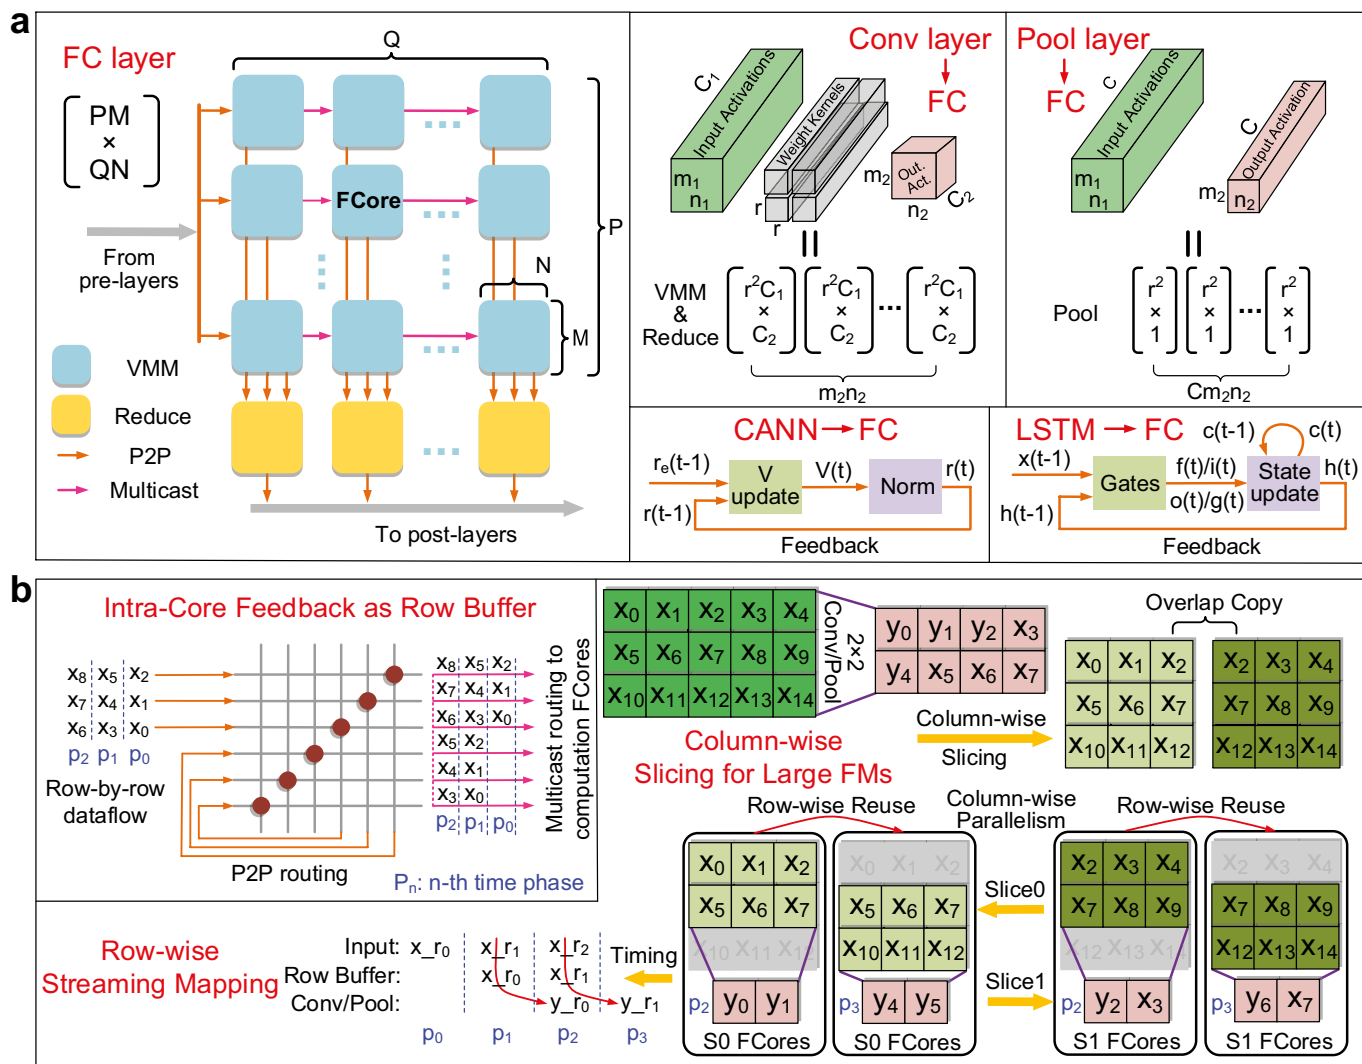 a
FC layer
PM
×
QN
From
pre-layers
VMM
Reduce
P2P
Multicast
Q
P
N
M
FCore
To post-layers
Conv layer
FC
C₁
Input Activations
m₁
n₁
Weight Kernels
r
r
Out.
Act.
m₂
n₂
C₂
VMM
&
Reduce
r²C₁ r²C₁ ... r²C₁
× × ×
C₂ C₂ C₂
m₂n₂
Pool layer
FC
C
Input Activations
m₁
n₁
C
Output Activation
m₂
n₂
Pool
r² r² ... r²
× × ×
1 1 1
Cm₂n₂
CANN → FC
rₑ(t-1)
r(t-1)
V
update
V(t)
Norm
r(t)
Feedback
LSTM → FC
x(t-1)
h(t-1)
Gates
f(t)/i(t)
o(t)/g(t)
c(t-1)
c(t)
State
update
h(t)
Feedback
b
Intra-Core Feedback as Row Buffer
x₈ x₅ x₂
x₇ x₄ x₁
x₆ x₃ x₀
p₂ p₁ p₀
Row-by-row
dataflow
P2P routing
x₈ x₅ x₂
x₇ x₄ x₁
x₆ x₃ x₀
x₅ x₂
x₄ x₁
x₃ x₀
p₂ p₁ p₀
Multicast routing to
computation FCores
Pₙ: n-th time phase
x₀ x₁ x₂ x₃ x₄
x₅ x₆ x₇ x₈ x₉
x₁₀ x₁₁ x₁₂ x₁₃ x₁₄
2×2
Conv/Pool
y₀ y₁ y₂ x₃
y₄ x₅ x₆ x₇
Column-wise
Slicing
Column-wise
Slicing for Large FMs
Overlap Copy
x₀ x₁ x₂
x₅ x₆ x₇
x₁₀ x₁₁ x₁₂
x₂ x₃ x₄
x₇ x₈ x₉
x₁₂ x₁₃ x₁₄
Row-wise Reuse
Column-wise
Parallelism
Row-wise Reuse
x₀ x₁ x₂
x₅ x₆ x₇
x₁₀ x₁₁ x₁₂
p₂
y₀ y₁
S0 FCores
x₀ x₁ x₂
x₅ x₆ x₇
x₁₀ x₁₁ x₁₂
p₃
y₄ y₅
S0 FCores
Slice0
Slice1
x₂ x₃ x₄
x₇ x₈ x₉
x₁₂ x₁₃ x₁₄
p₂
y₂ x₃
S1 FCores
x₂ x₃ x₄
x₇ x₈ x₉
x₁₂ x₁₃ x₁₄
p₃
y₆ x₇
S1 FCores
Row-wise
Streaming Mapping
Input: x_r₀ x_r₁ x_r₂
Row Buffer: x_r₀ x_r₁
Conv/Pool: y_r₀ y_r₁
p₀ p₁ p₂ p₃
Timing